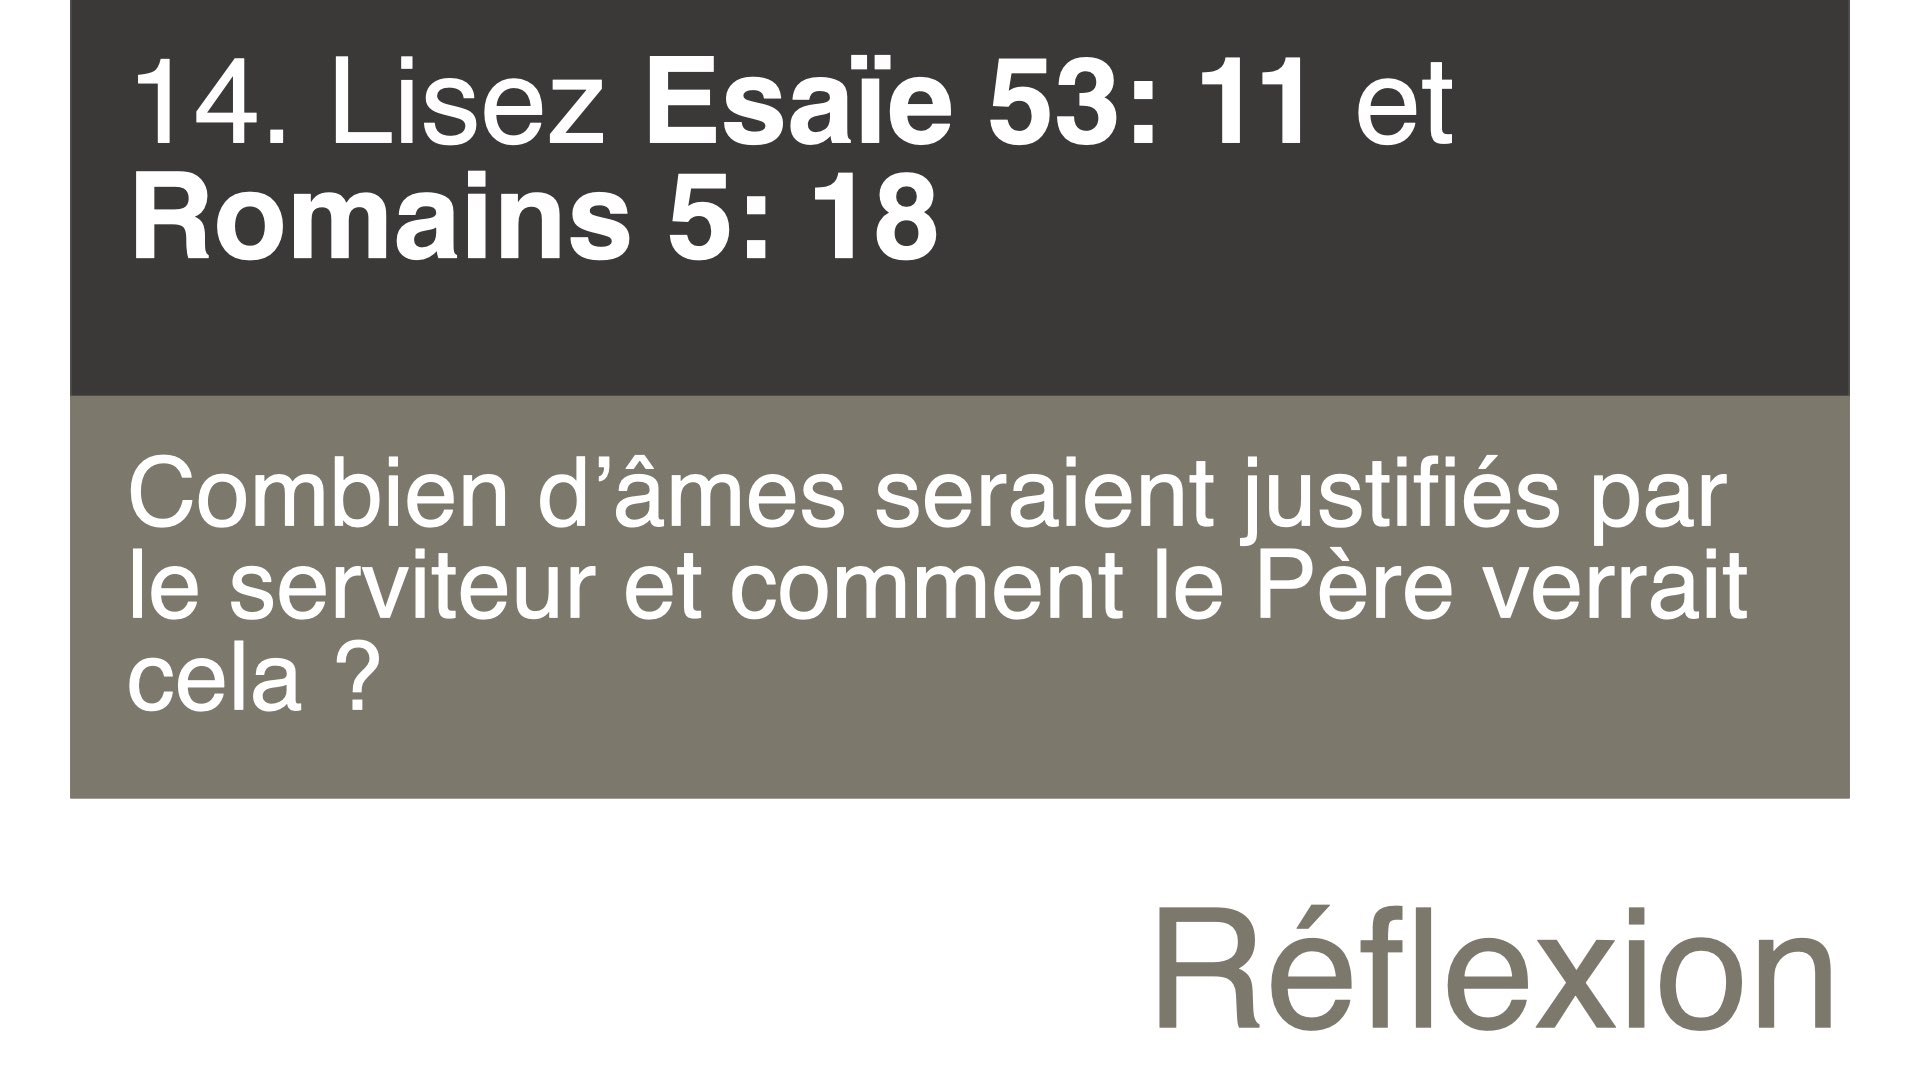 14. Lisez Esaïe 53: 11 et
Romains 5: 18
Combien d’âmes seraient justifiés par
le serviteur et comment le Père verrait
cela ?
Réflexion